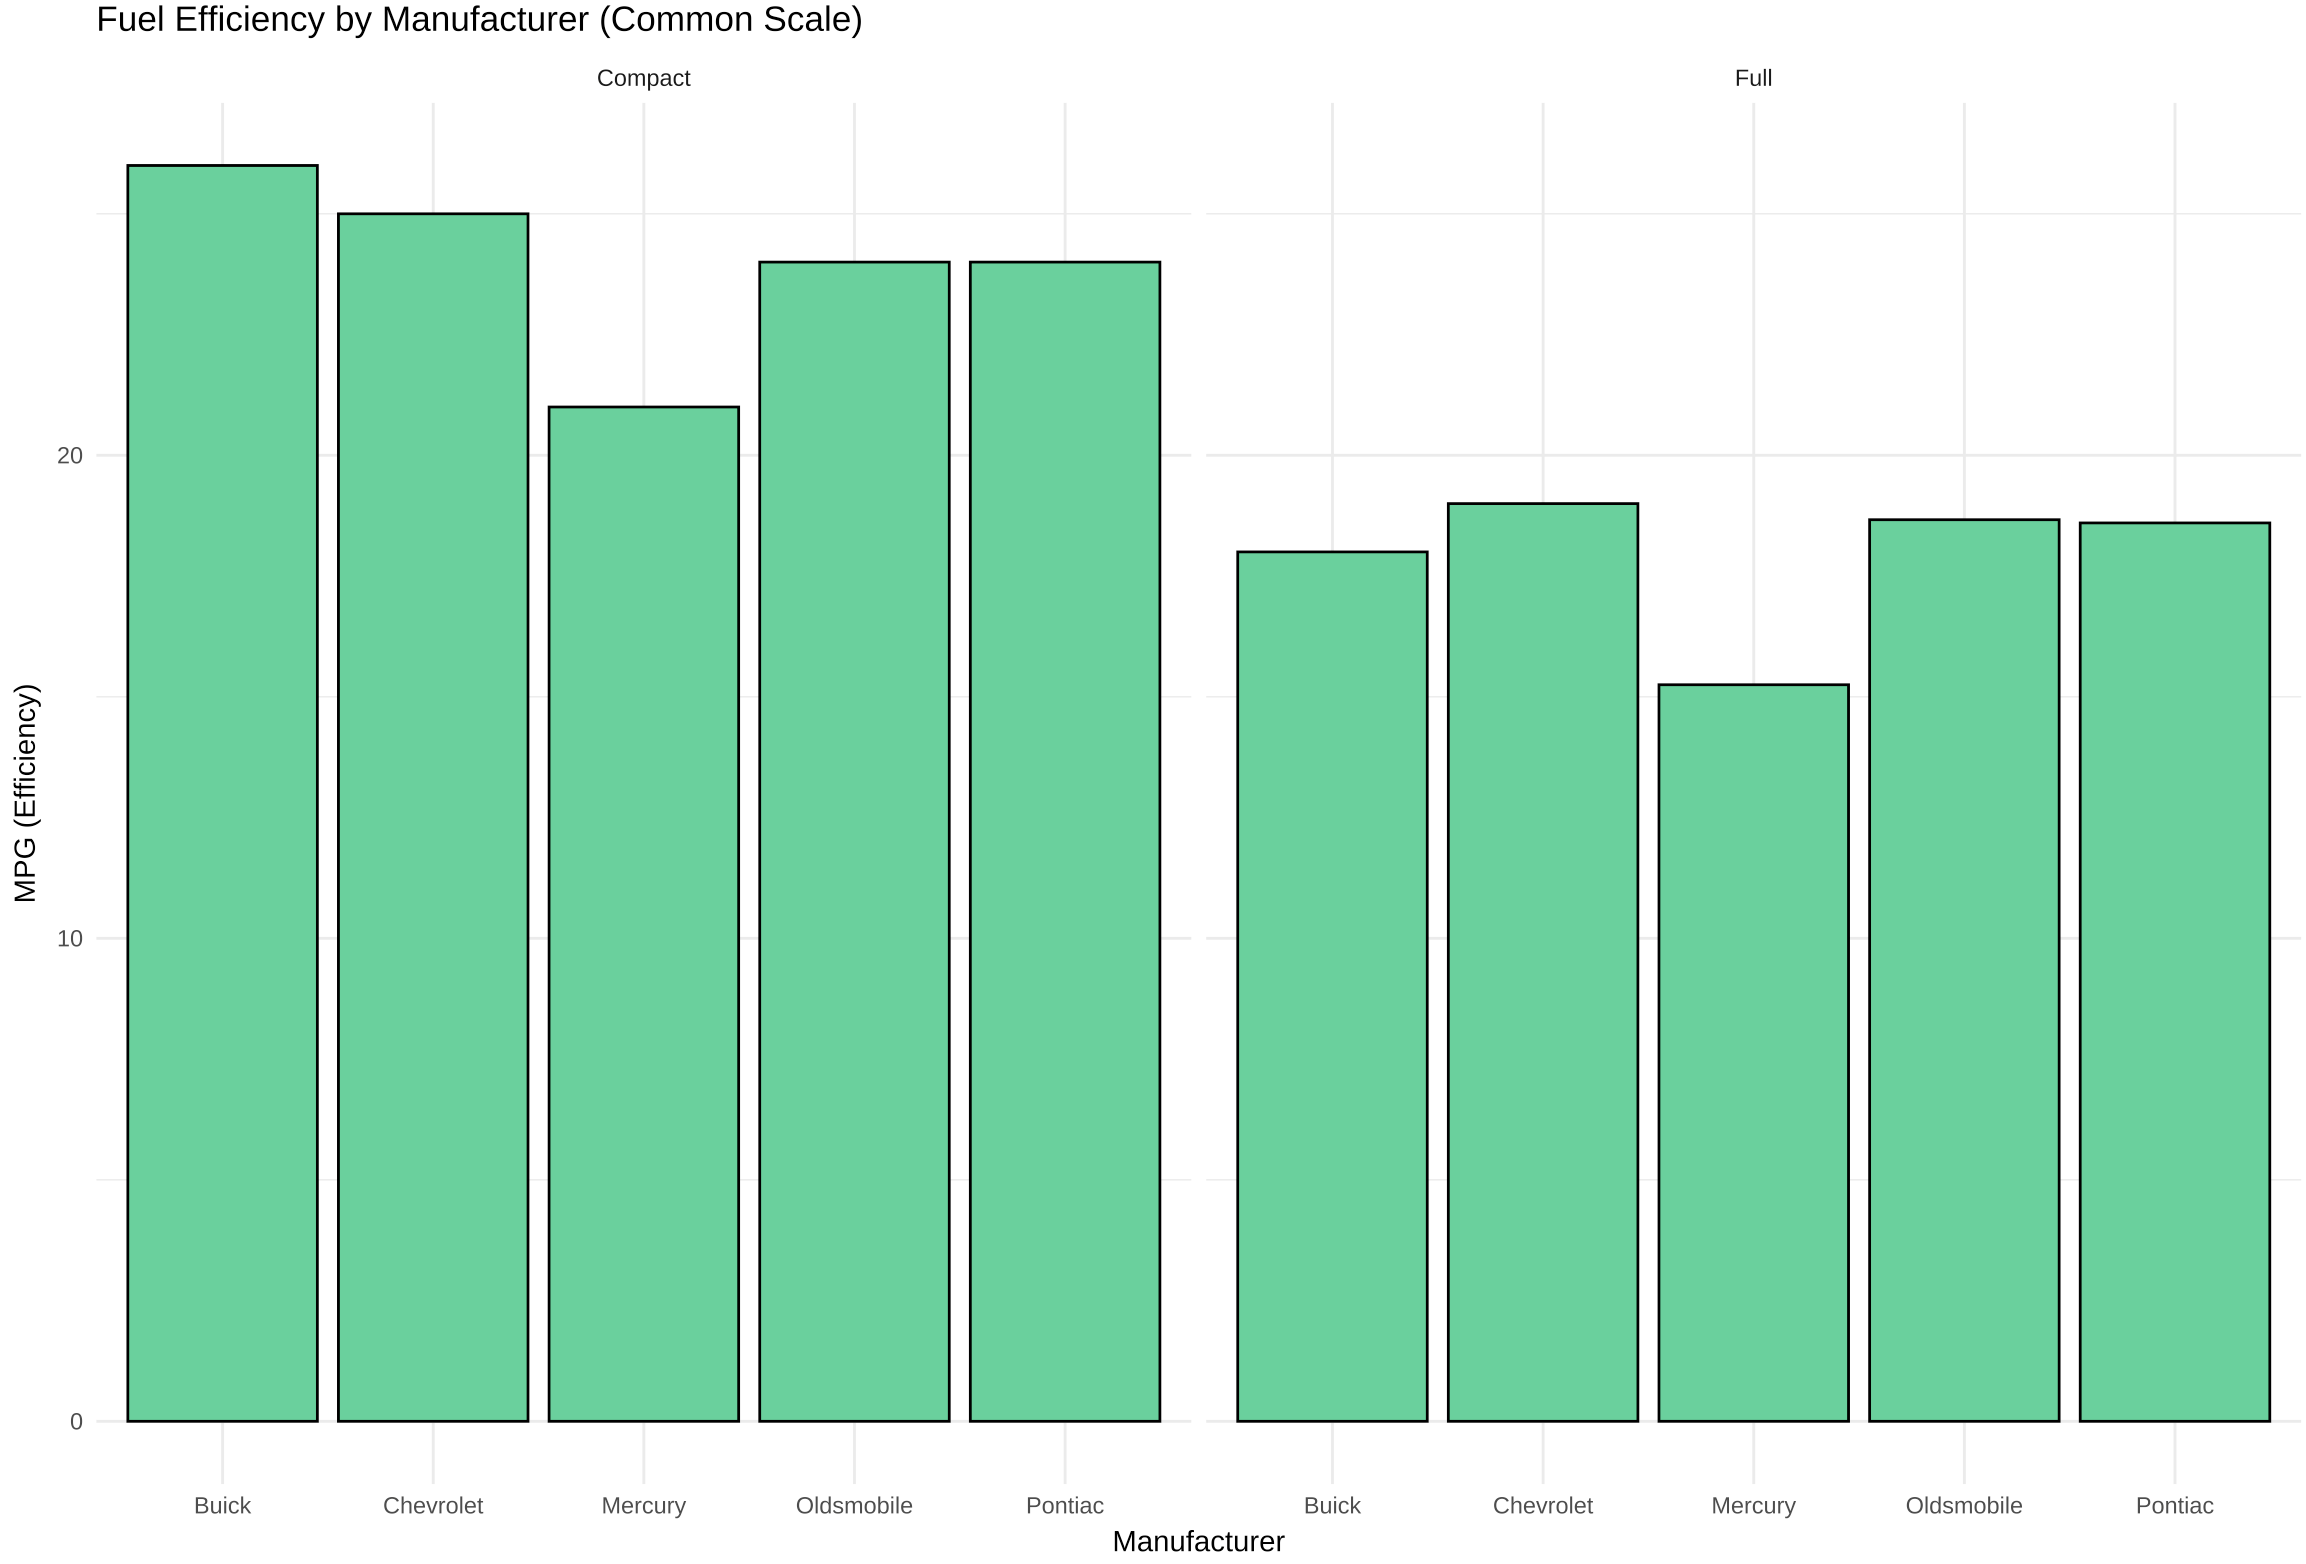 Fuel Efficiency by Manufacturer (Common Scale)
Compact
Full
MPG (Efficiency)
20
10
0
Buick Chevrolet Mercury Oldsmobile Pontiac
Buick Chevrolet Mercury Oldsmobile Pontiac
Manufacturer